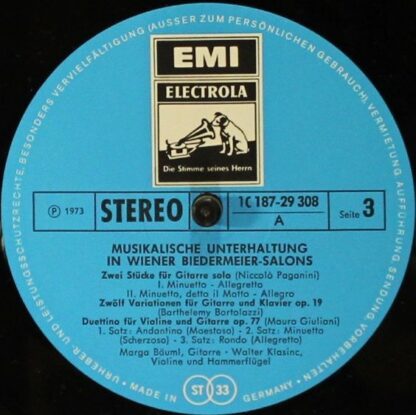 URHEBER- UND LEISTUNGSSCHUTZRECHTE, BESONDERS VERVIELFÄLTIGUNG (AUSSER ZUM PERSÖNLICHEN GEBRAUCH), VERMIETUNG, AUFFÜHRUNG, SENDUNG VORBEHALTEN
EMI
ELECTROLA
Die Stimme seines Herrn
Ⓟ 1973
STEREO
1C 187-29 308
A
Seite 3
MUSIKALISCHE UNTERHALTUNG
IN WIENER BIEDERMEIER-SALONS
Zwei Stücke für Gitarre solo (Niccolò Paganini)
I. Minuetto - Allegretto
II. Minuetto, detto il Matto - Allegro
Zwölf Variationen für Gitarre und Klavier op. 19
(Barthelemy Bortolazzi)
Duettino für Violine und Gitarre op. 77 (Mauro Giuliani)
1. Satz: Andantino (Maestoso) - 2. Satz: Minuetto
(Scherzoso) - 3. Satz: Rondo (Allegretto)
Marga Bäuml, Gitarre - Walter Klasinc,
Violine und Hammerflügel
MADE IN
ST 33
GERMANY